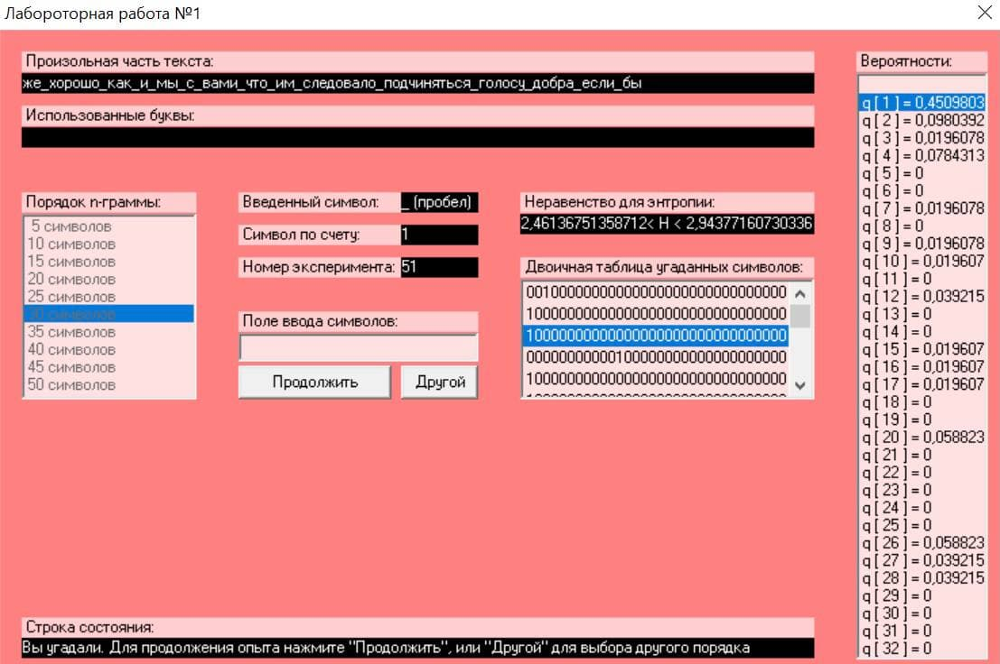 Лабороторная работа №1
Произольная часть текста:
же_хорошо_как_и_мы_с_вами_что_им_следовало_подчиняться_голосу_добра_если_бы
Использованные буквы:
Порядок n-граммы:
5 символов
10 символов
15 символов
20 символов
25 символов
30 символов
35 символов
40 символов
45 символов
50 символов
Введенный символ: _ (пробел)
Символ по счету: 1
Номер эксперимента: 51
Поле ввода символов:
Продолжить Другой
Неравенство для энтропии:
2,46136751358712< H < 2,94377160730336
Двоичная таблица угаданных символов:
00100000000000000000000000000000
10000000000000000000000000000000
10000000000000000000000000000000
00000000000100000000000000000000
10000000000000000000000000000000
Вероятности:
q[1] = 0,4509803
q[2] = 0,0980392
q[3] = 0,0196078
q[4] = 0,0784313
q[5] = 0
q[6] = 0
q[7] = 0,0196078
q[8] = 0
q[9] = 0,0196078
q[10] = 0,019607
q[11] = 0
q[12] = 0,039215
q[13] = 0
q[14] = 0
q[15] = 0,019607
q[16] = 0,019607
q[17] = 0,019607
q[18] = 0
q[19] = 0
q[20] = 0,058823
q[21] = 0
q[22] = 0
q[23] = 0
q[24] = 0
q[25] = 0
q[26] = 0,058823
q[27] = 0,039215
q[28] = 0,039215
q[29] = 0
q[30] = 0
q[31] = 0
q[32] = 0
Строка состояния:
Вы угадали. Для продолжения опыта нажмите "Продолжить", или "Другой" для выбора другого порядка